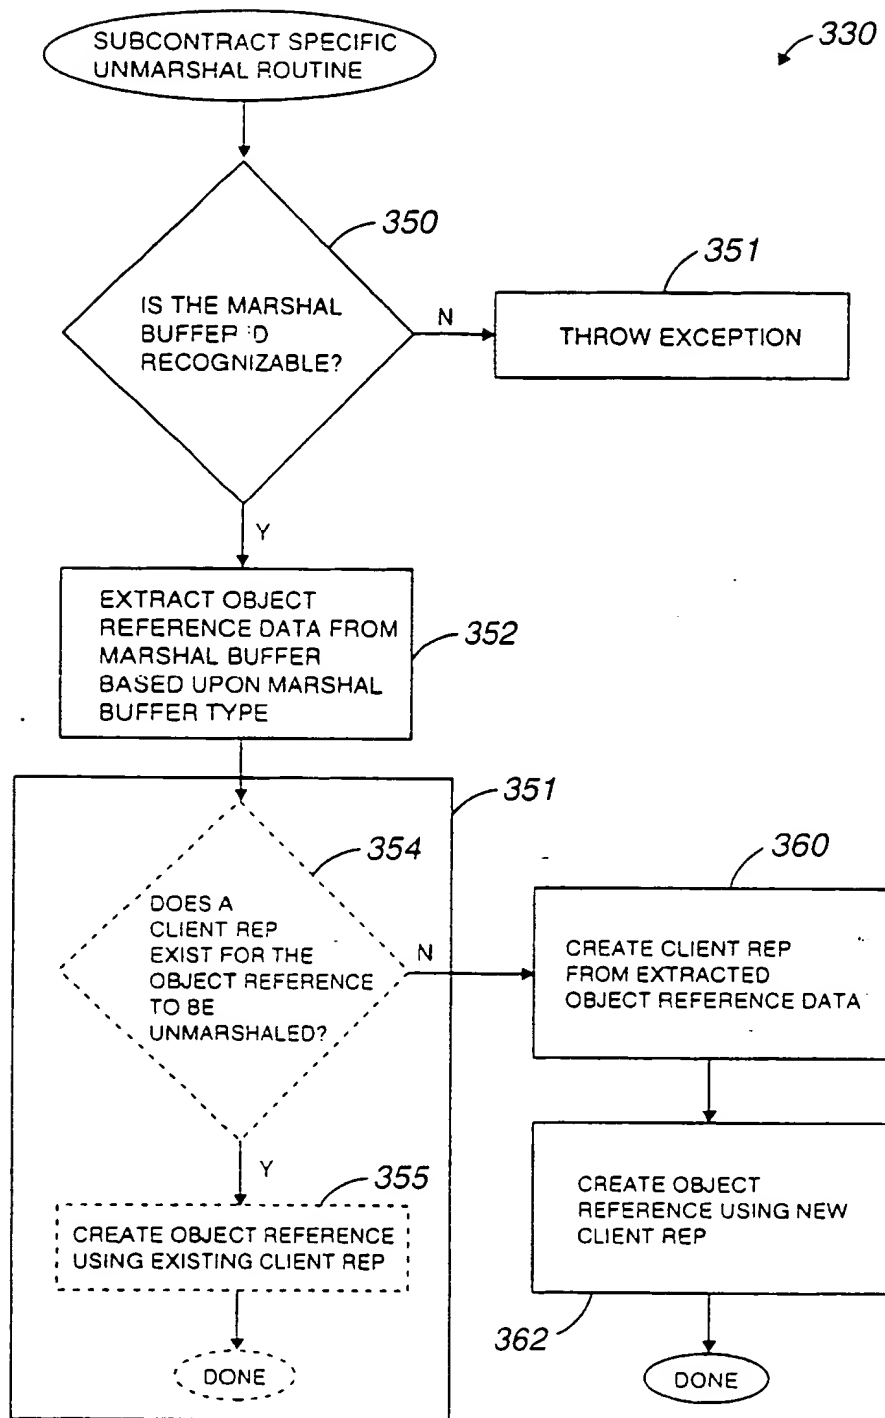 SUBCONTRACT SPECIFIC
UNMARSHAL ROUTINE
330
350
IS THE MARSHAL
BUFFER ID
RECOGNIZABLE?
N
351
THROW EXCEPTION
Y
EXTRACT OBJECT
REFERENCE DATA FROM
MARSHAL BUFFER
BASED UPON MARSHAL
BUFFER TYPE
352
351
354
DOES A
CLIENT REP
EXIST FOR THE
OBJECT REFERENCE
TO BE
UNMARSHALED?
N
360
CREATE CLIENT REP
FROM EXTRACTED
OBJECT REFERENCE DATA
Y
355
CREATE OBJECT REFERENCE
USING EXISTING CLIENT REP
CREATE OBJECT
REFERENCE USING NEW
CLIENT REP
362
DONE
DONE